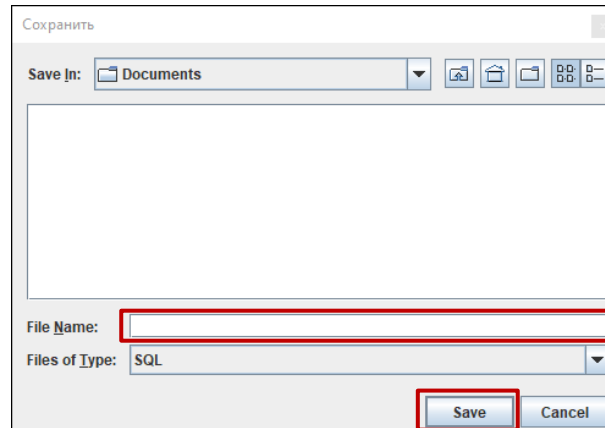 Сохранить
Save In: Documents
File Name:
Files of Type: SQL
Save Cancel